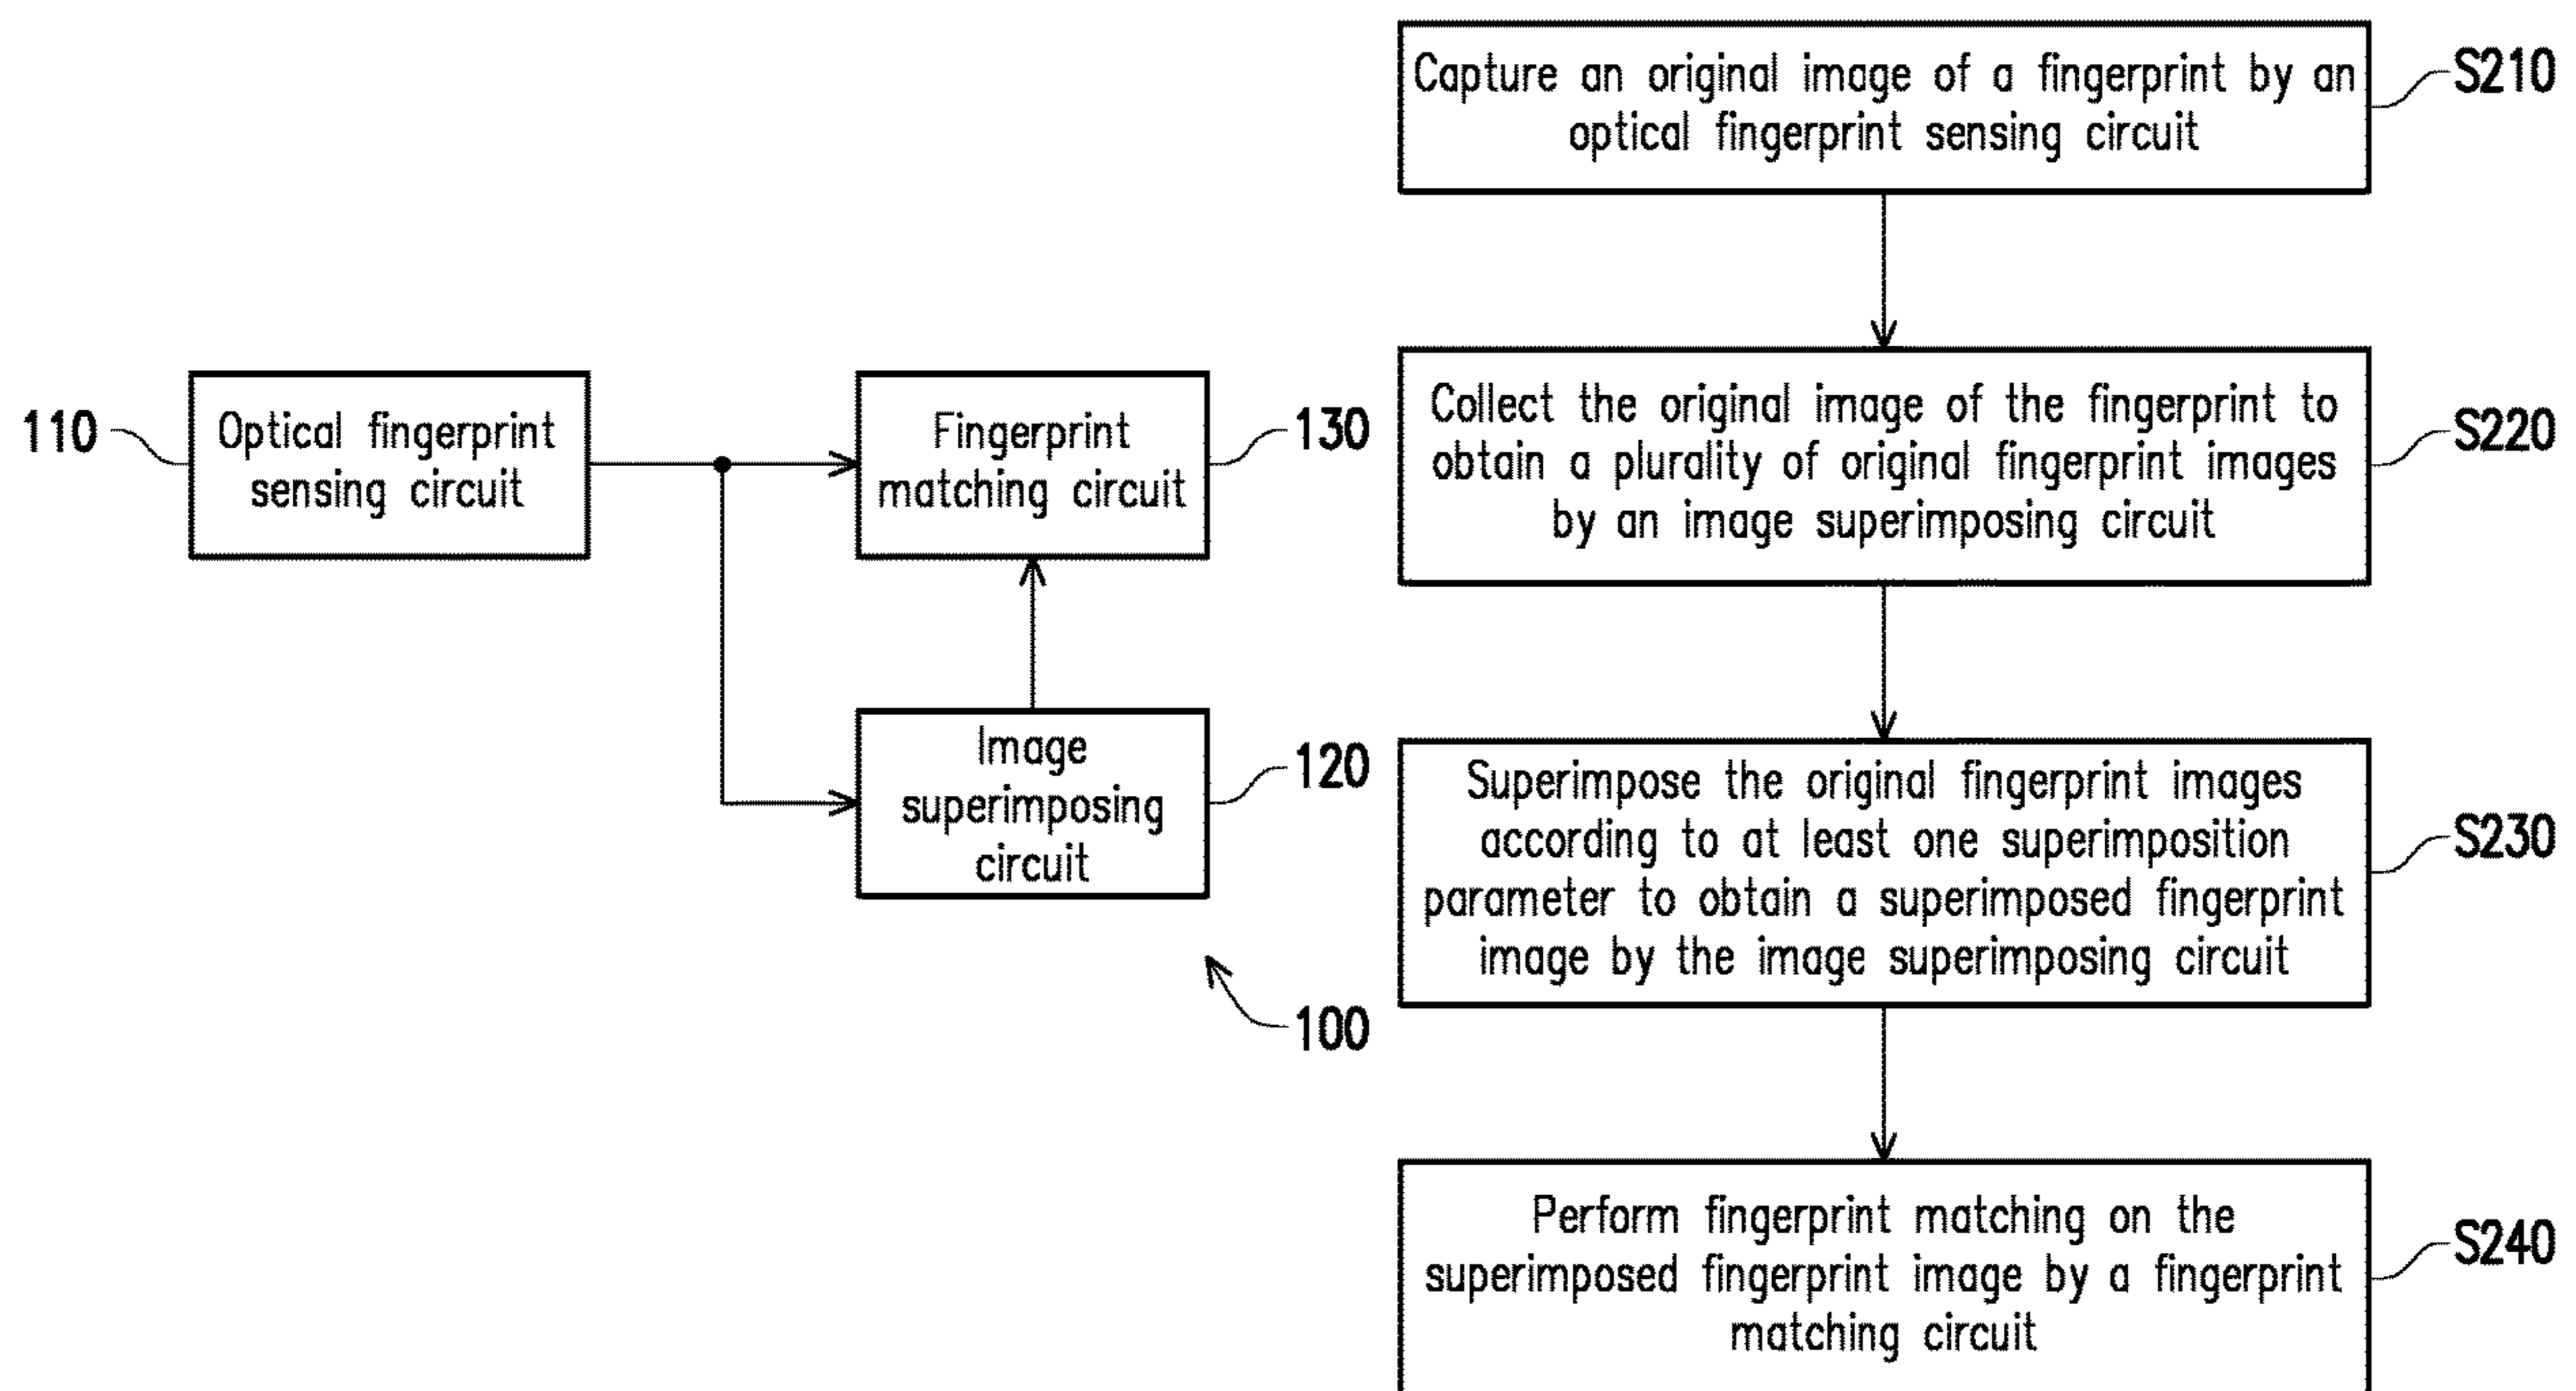 110
Optical fingerprint
sensing circuit
Fingerprint
matching circuit
130
Image
superimposing
circuit
120
100
Capture an original image of a fingerprint by an
optical fingerprint sensing circuit
S210
Collect the original image of the fingerprint to
obtain a plurality of original fingerprint images
by an image superimposing circuit
S220
Superimpose the original fingerprint images
according to at least one superimposition
parameter to obtain a superimposed fingerprint
image by the image superimposing circuit
S230
Perform fingerprint matching on the
superimposed fingerprint image by a fingerprint
matching circuit
S240